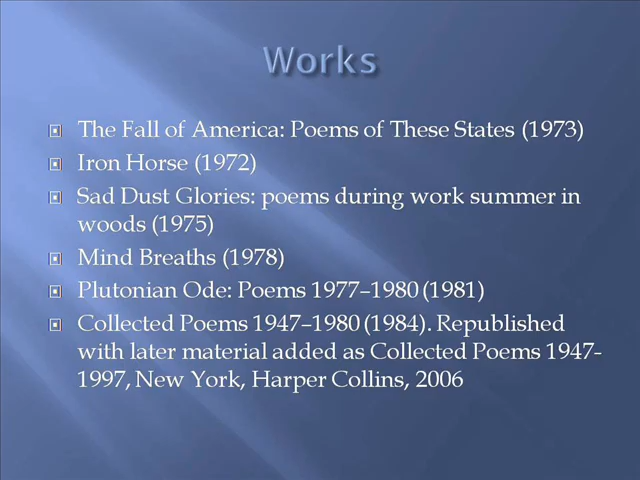 Works
The Fall of America: Poems of These States (1973)
Iron Horse (1972)
Sad Dust Glories: poems during work summer in
woods (1975)
Mind Breaths (1978)
Plutonian Ode: Poems 1977–1980 (1981)
Collected Poems 1947–1980 (1984). Republished
with later material added as Collected Poems 1947-
1997, New York, Harper Collins, 2006